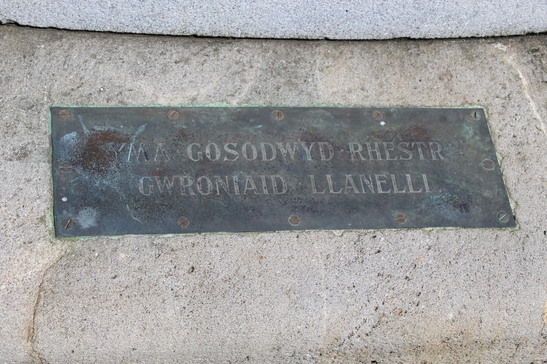 YMA GOSODWYD RHESTR
GWRONIAID LLANELLI